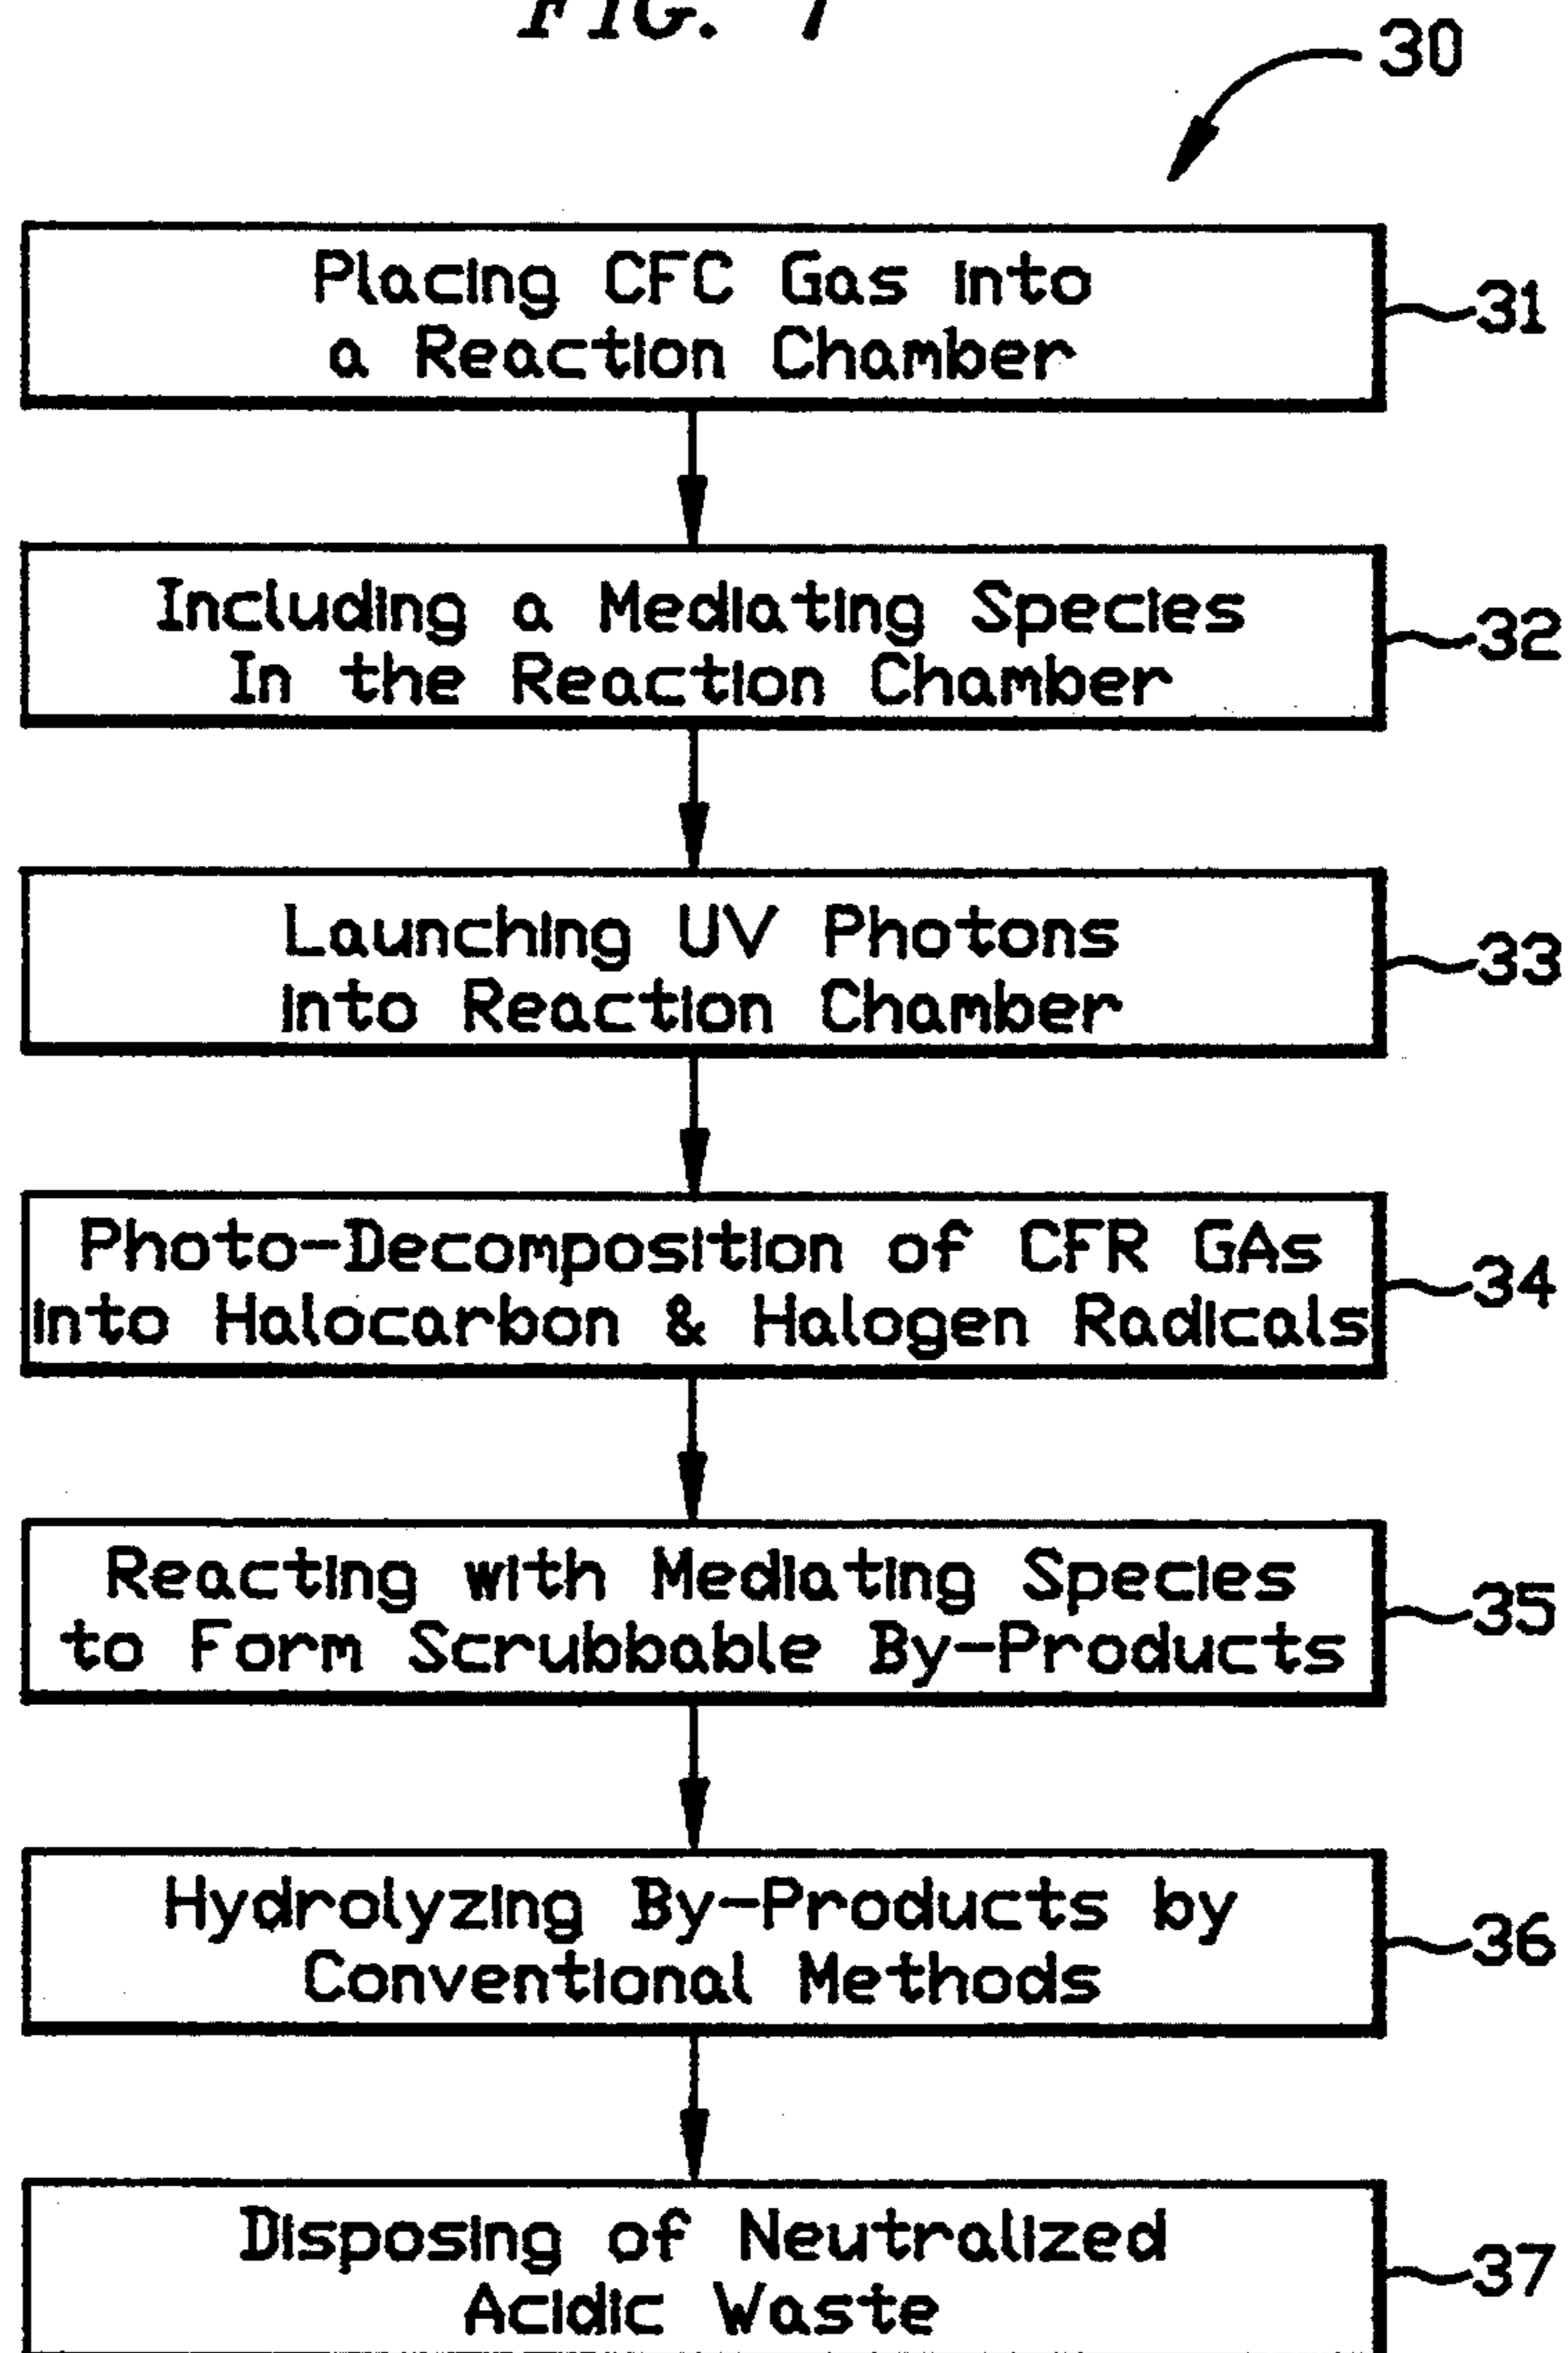 FIG. 7
30
Placing CFC Gas into
a Reaction Chamber
31
Including a Mediating Species
In the Reaction Chamber
32
Launching UV Photons
into Reaction Chamber
33
Photo-Decomposition of CFR GAs
into Halocarbon & Halogen Radicals
34
Reacting with Mediating Species
to Form Scrubbable By-Products
35
Hydrolyzing By-Products by
Conventional Methods
36
Disposing of Neutralized
Acidic Waste
37